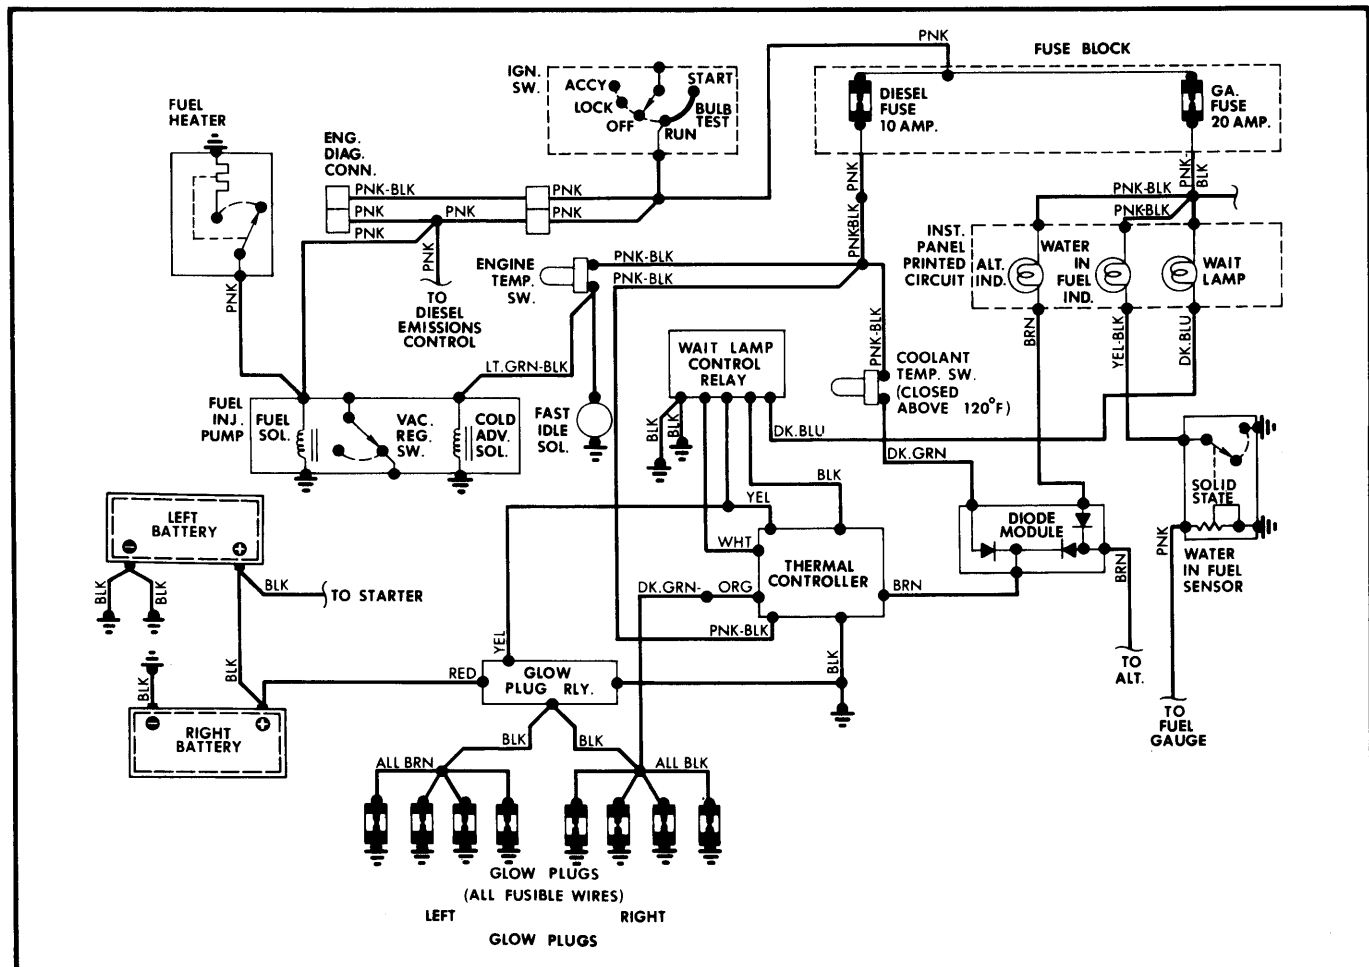 PNK
FUSE BLOCK
IGN.
SW.
ACCY
START
LOCK
BULB
TEST
OFF
RUN
DIESEL
FUSE
10 AMP.
GA.
FUSE
20 AMP.
FUEL
HEATER
ENG.
DIAG.
CONN.
PNK-BLK
PNK
PNK
PNK
PNK
PNK
PNK
PNK
PNK-BLK
PNK-
BLK
PNK-BLK
PNK-BLK
INST.
PANEL
PRINTED
CIRCUIT
ALT.
IND.
WATER
IN
FUEL
IND.
WAIT
LAMP
ENGINE
TEMP.
SW.
PNK-BLK
PNK-BLK
PNK
TO
DIESEL
EMISSIONS
CONTROL
BRN
YEL-BLK
DK.BLU
PNK-BLK
WAIT LAMP
CONTROL
RELAY
COOLANT
TEMP. SW.
(CLOSED
ABOVE 120°F)
LT.GRN-BLK
FUEL
INJ.
PUMP
FUEL
SOL.
VAC.
REG.
SW.
COLD
ADV.
SOL.
FAST
IDLE
SOL.
BLK
BLK
DK.BLU
DK.GRN
BLK
YEL
WHT
SOLID
STATE
LEFT
BATTERY
DIODE
MODULE
PNK
WATER
IN FUEL
SENSOR
THERMAL
CONTROLLER
BLK
BLK
BLK
TO STARTER
DK.GRN-
ORG
BRN
BRN
PNK-BLK
YEL
BLK
BLK
BLK
RED
GLOW
PLUG RLY.
TO
ALT.
TO
FUEL
GAUGE
RIGHT
BATTERY
BLK
BLK
ALL BRN
ALL BLK
GLOW PLUGS
(ALL FUSIBLE WIRES)
LEFT
RIGHT
GLOW PLUGS